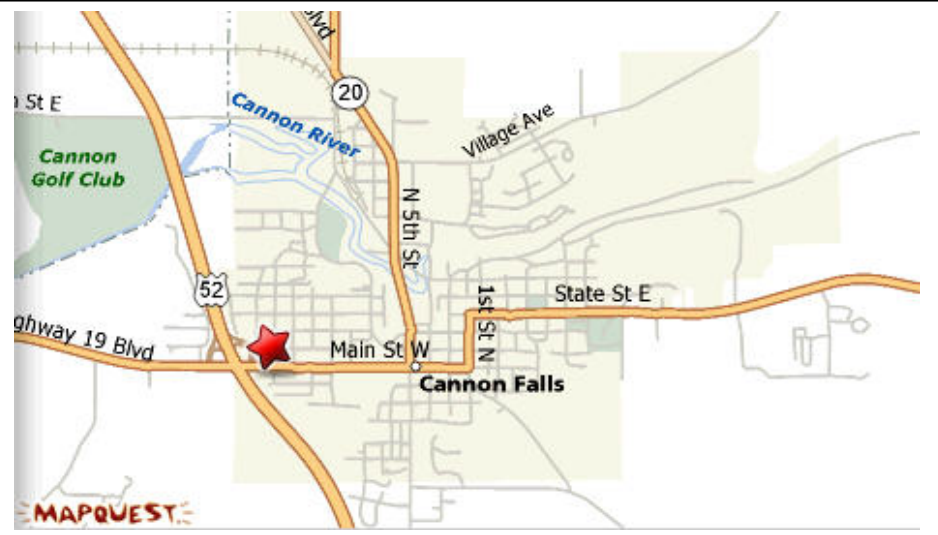 Blvd
20
n St E
Cannon River
Village Ave
Cannon
Golf Club
N 5th St
52
1st St N
State St E
ghway 19 Blvd
Main St W
Cannon Falls
MAPQUEST